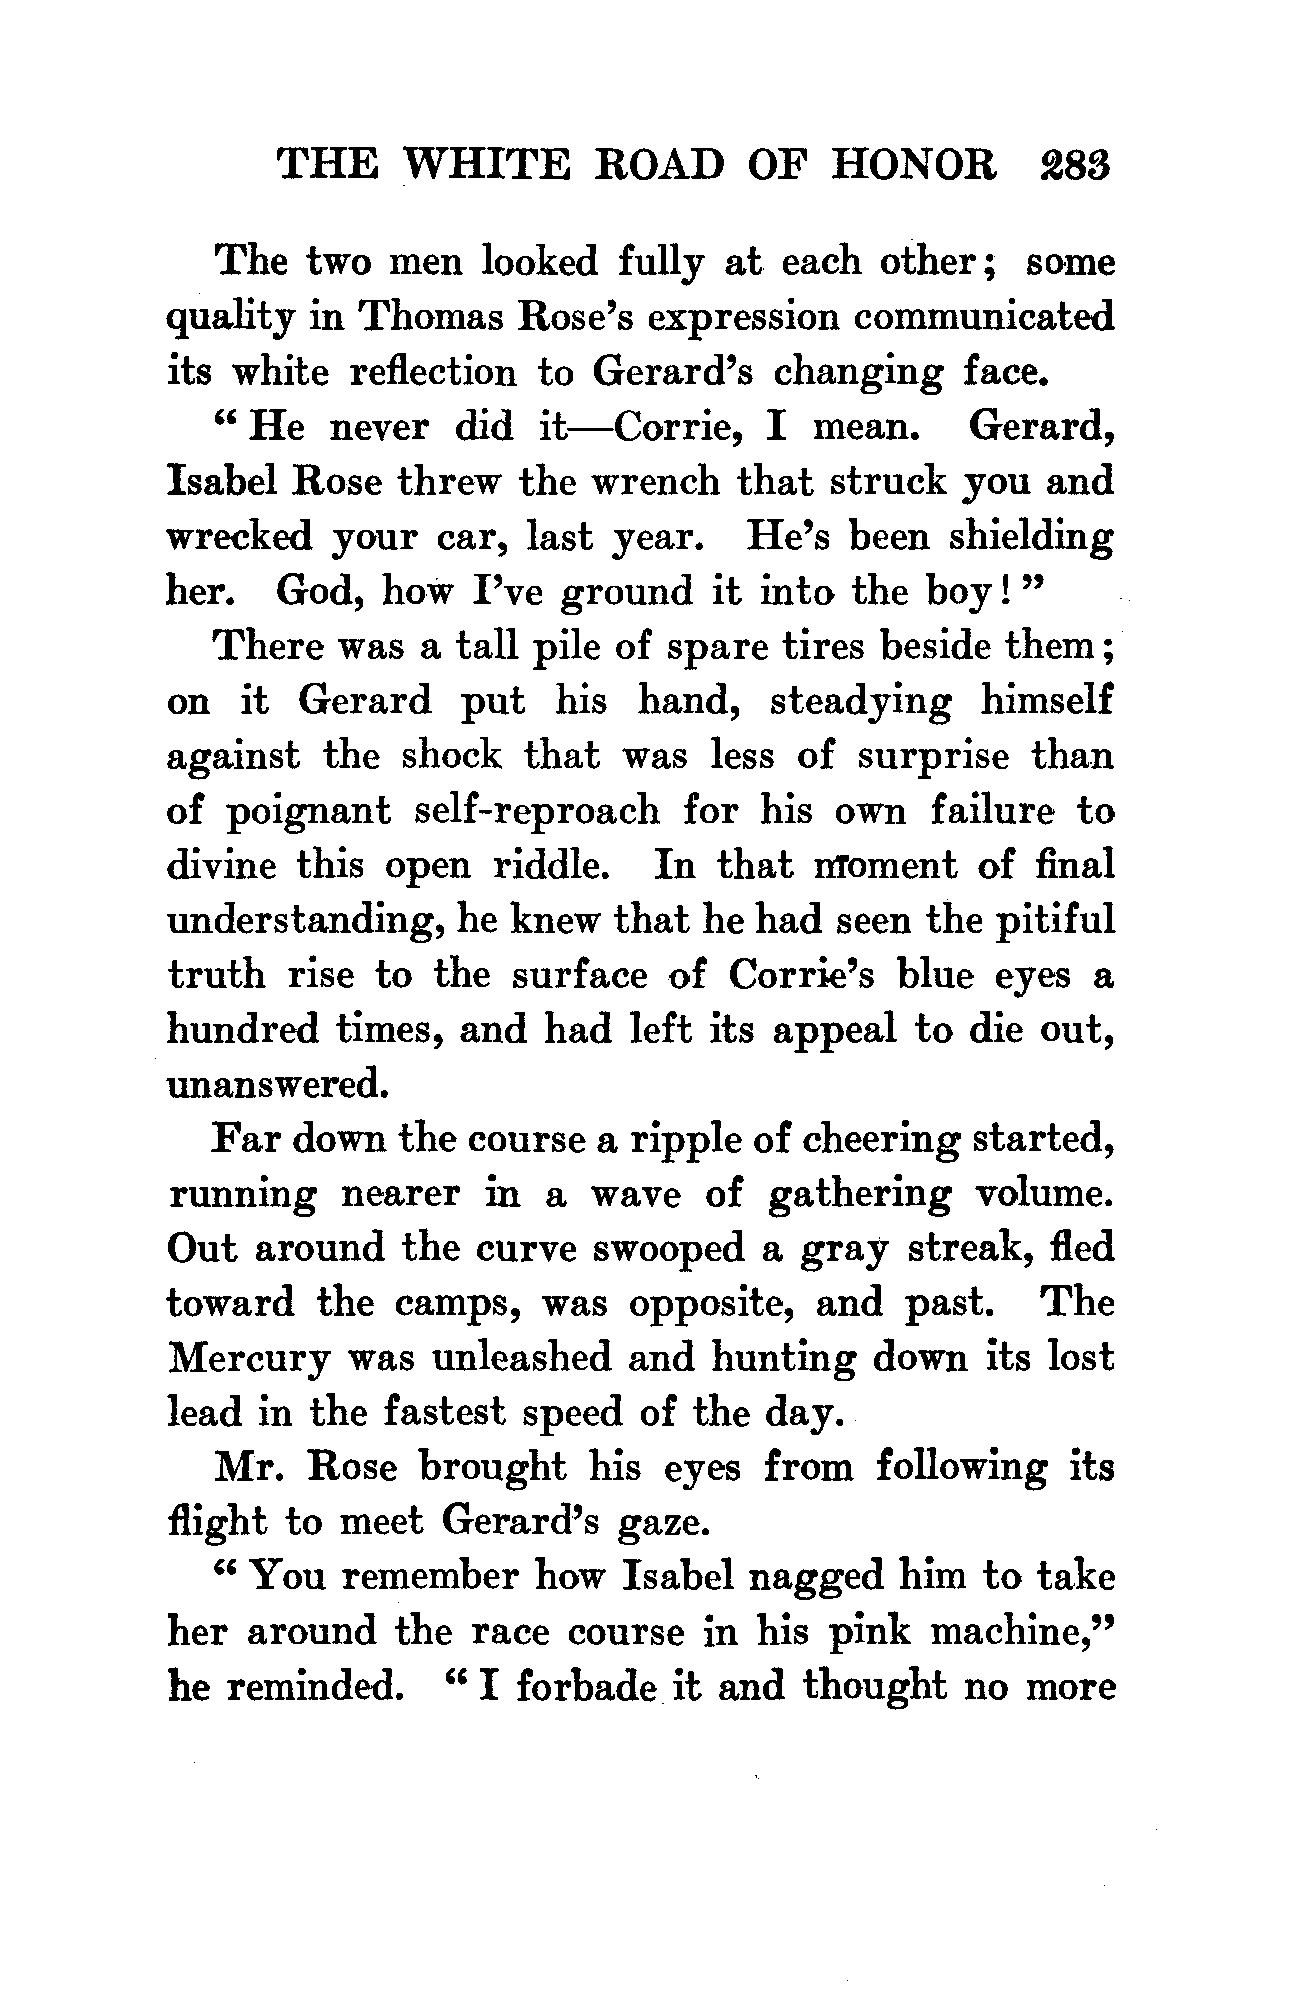 THE WHITE ROAD OF HONOR 283
The two men looked fully at each other; some
quality in Thomas Rose's expression communicated
its white reflection to Gerard's changing face.
“He never did it—Corrie, I mean. Gerard,
Isabel Rose threw the wrench that struck you and
wrecked your car, last year. He's been shielding
her. God, how I've ground it into the boy!”
There was a tall pile of spare tires beside them;
on it Gerard put his hand, steadying himself
against the shock that was less of surprise than
of poignant self-reproach for his own failure to
divine this open riddle. In that moment of final
understanding, he knew that he had seen the pitiful
truth rise to the surface of Corrie's blue eyes a
hundred times, and had left its appeal to die out,
unanswered.
Far down the course a ripple of cheering started,
running nearer in a wave of gathering volume.
Out around the curve swooped a gray streak, fled
toward the camps, was opposite, and past. The
Mercury was unleashed and hunting down its lost
lead in the fastest speed of the day.
Mr. Rose brought his eyes from following its
flight to meet Gerard's gaze.
“You remember how Isabel nagged him to take
her around the race course in his pink machine,”
he reminded. “I forbade it and thought no more